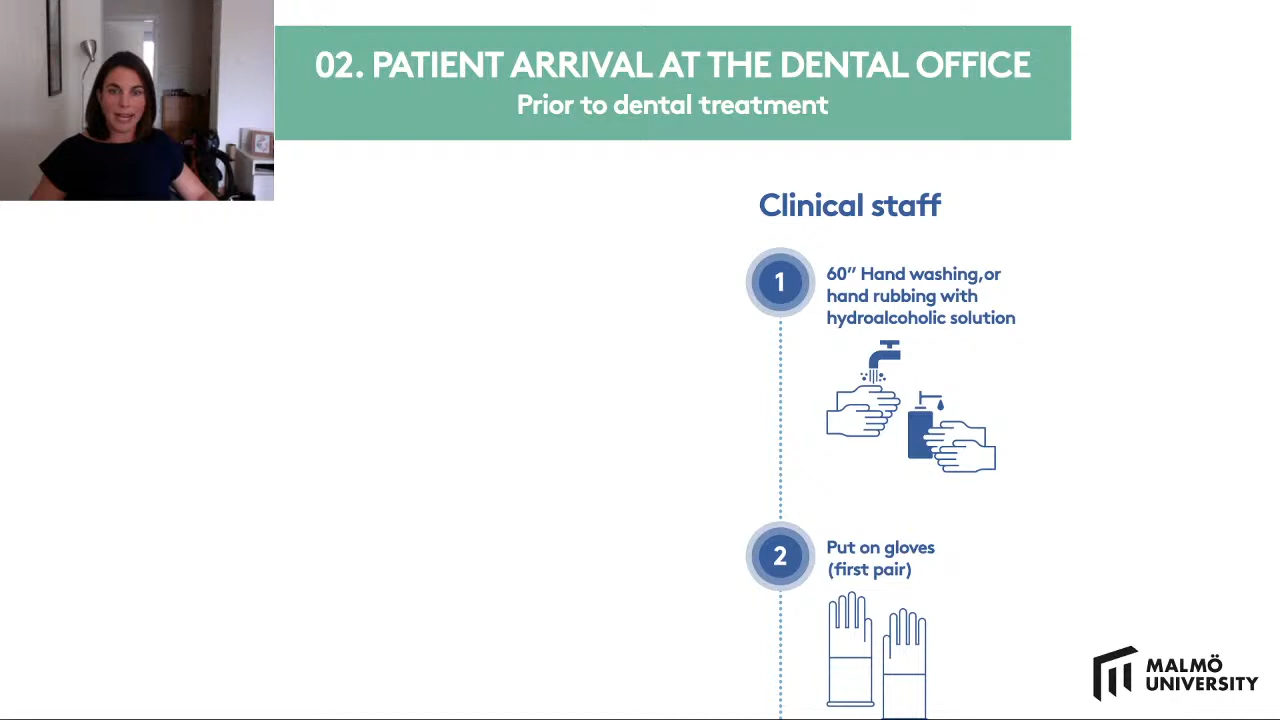 02. PATIENT ARRIVAL AT THE DENTAL OFFICE
Prior to dental treatment
Clinical staff
1
60″ Hand washing,or
hand rubbing with
hydroalcoholic solution
2
Put on gloves
(first pair)
MALMÖ
UNIVERSITY